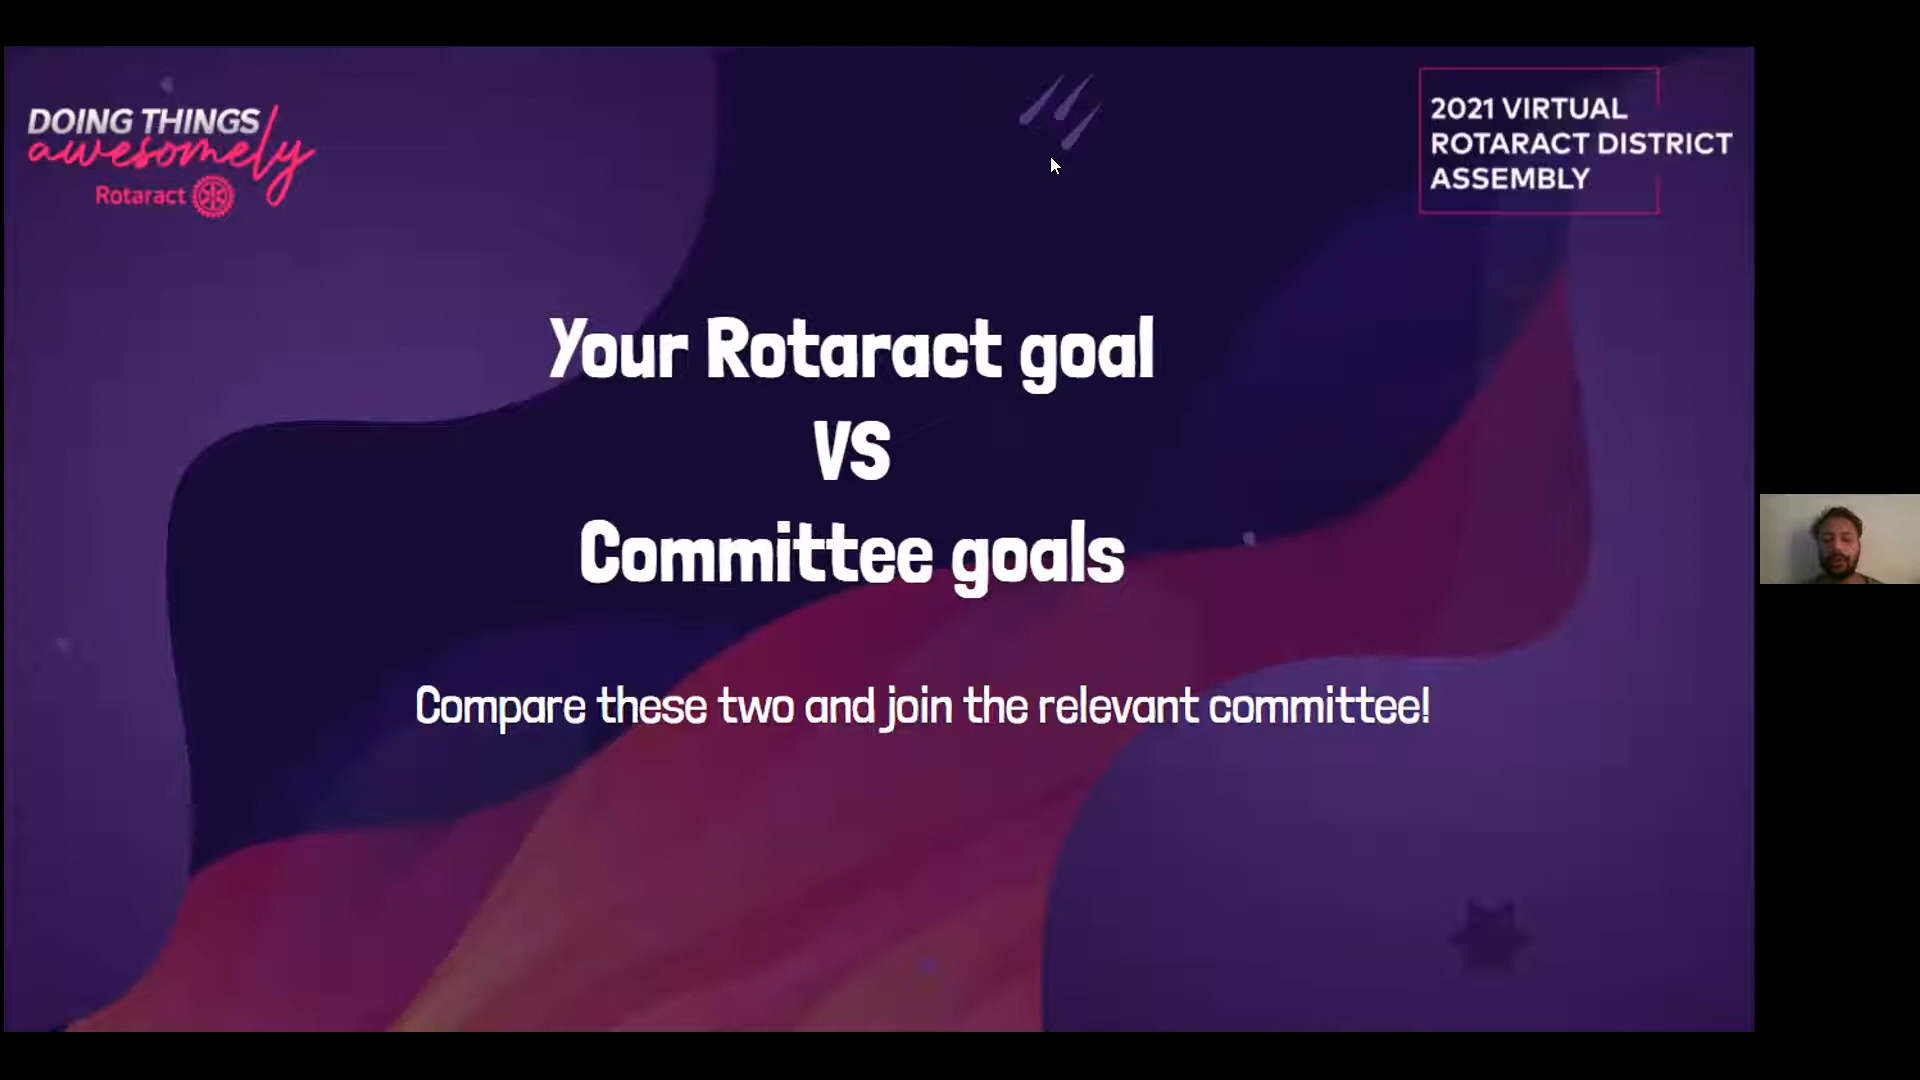 DOING THINGS
awesomely
Rotaract
2021 VIRTUAL
ROTARACT DISTRICT
ASSEMBLY
Your Rotaract goal
VS
Committee goals
Compare these two and join the relevant committee!